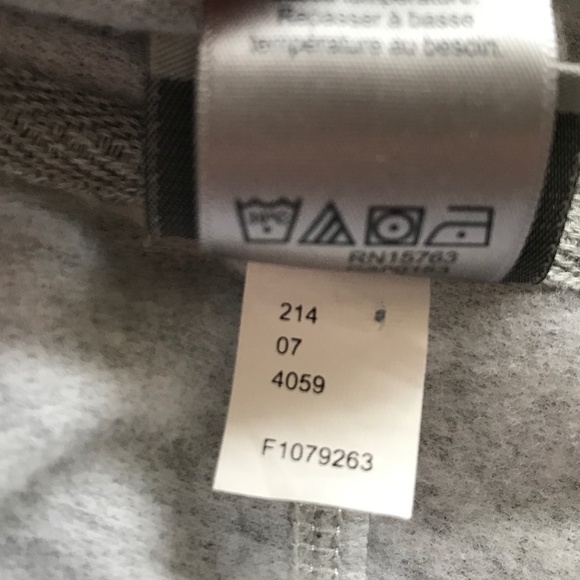 Repasser à basse
température au besoin.
RN15763
214
07
4059
F1079263